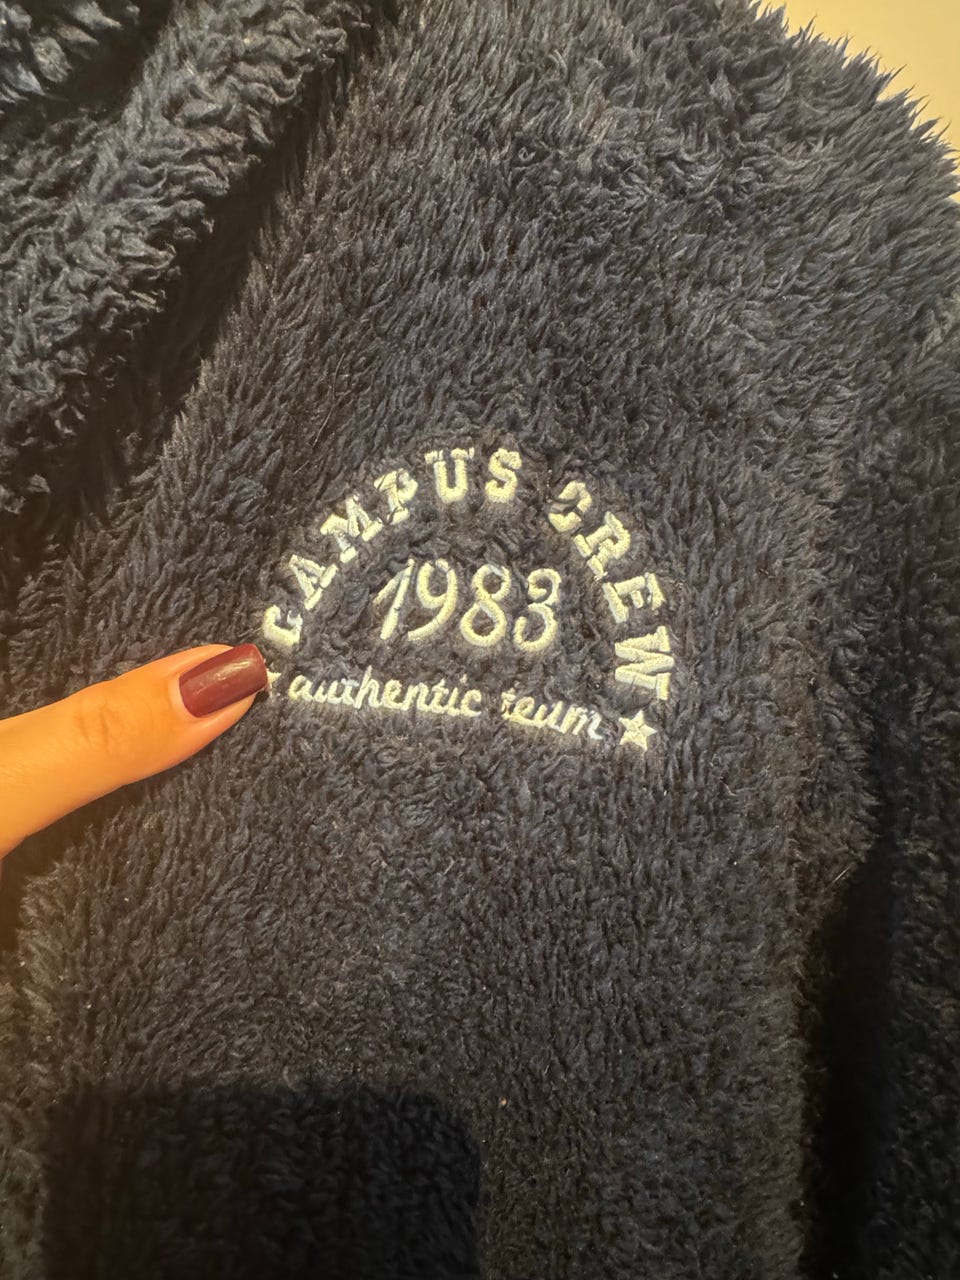 CAMPUS CREW
1983
authentic team